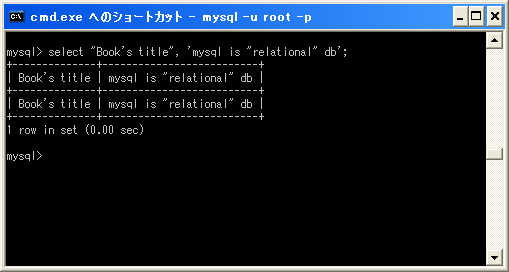 cmd.exe へのショートカット - mysql -u root -p
mysql> select "Book's title", 'mysql is "relational" db';
+--------------+--------------------------+
| Book's title | mysql is "relational" db |
+--------------+--------------------------+
| Book's title | mysql is "relational" db |
+--------------+--------------------------+
1 row in set (0.00 sec)
mysql>